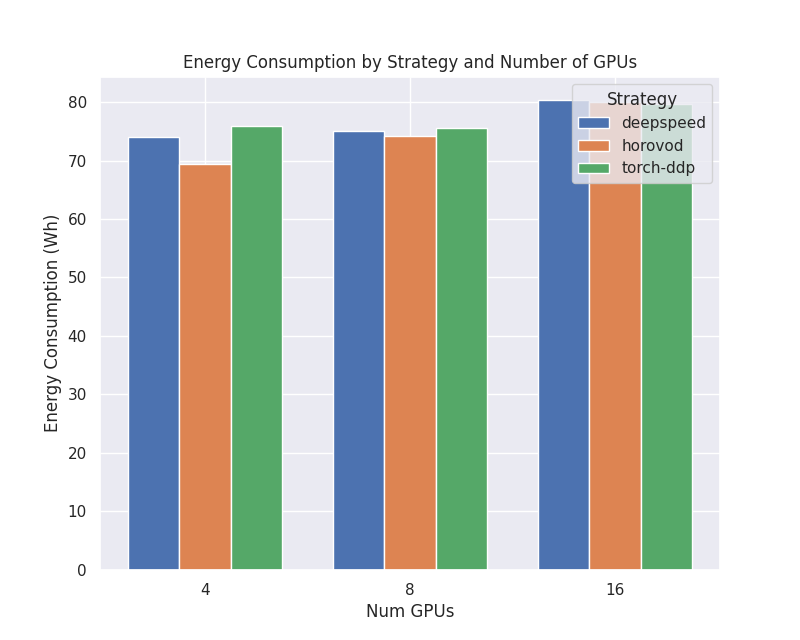 Energy Consumption by Strategy and Number of GPUs
Strategy
deepspeed
horovod
torch-ddp
Energy Consumption (Wh)
80
70
60
50
40
30
20
10
0
4 8 16
Num GPUs